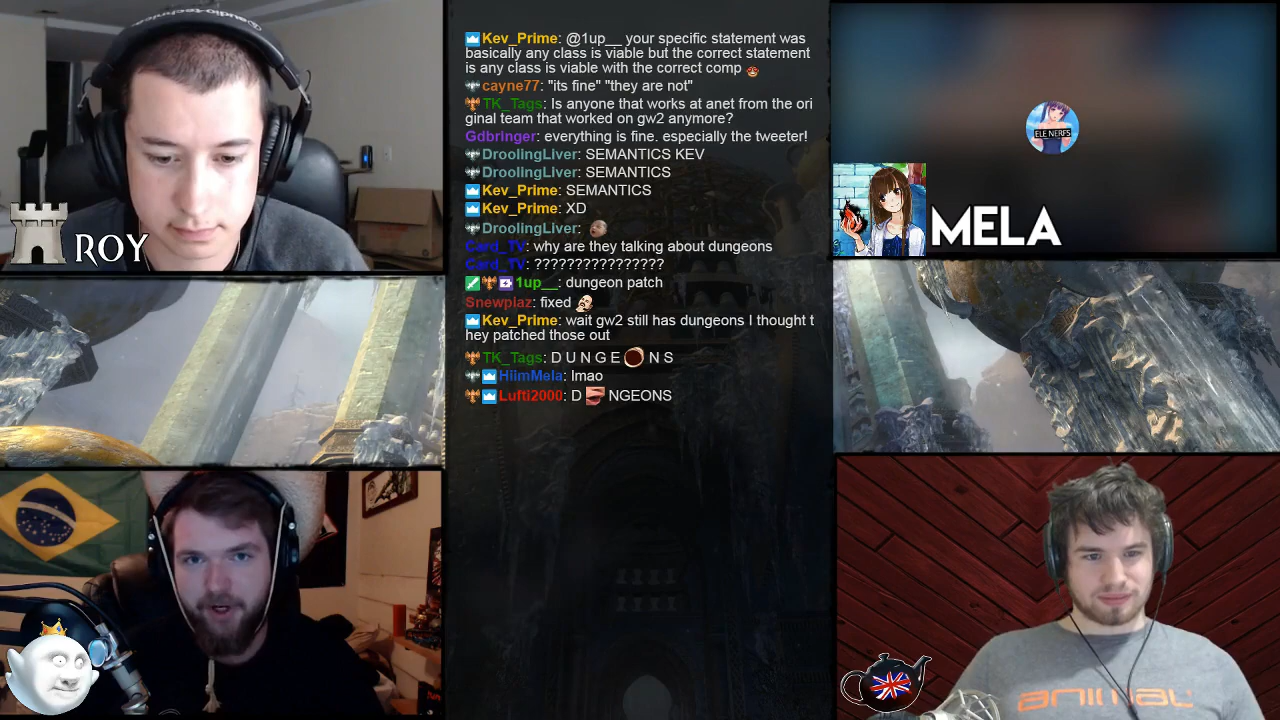 audio-technica
ROY
Kev_Prime: @1up__ your specific statement was
basically any class is viable but the correct statement
is any class is viable with the correct comp
cayne77: "its fine" "they are not"
TK_Tags: Is anyone that works at anet from the ori
ginal team that worked on gw2 anymore?
Gdbringer: everything is fine. especially the tweeter!
DroolingLiver: SEMANTICS KEV
DroolingLiver: SEMANTICS
Kev_Prime: SEMANTICS
Kev_Prime: XD
DroolingLiver:
Card_TV: why are they talking about dungeons
Card_TV: ????????????????
1up__: dungeon patch
Snewplaz: fixed
Kev_Prime: wait gw2 still has dungeons I thought t
hey patched those out
TK_Tags: D U N G E N S
HiimMela: lmao
Lufti2000: D NGEONS
ELE NERFS
MELA
animal